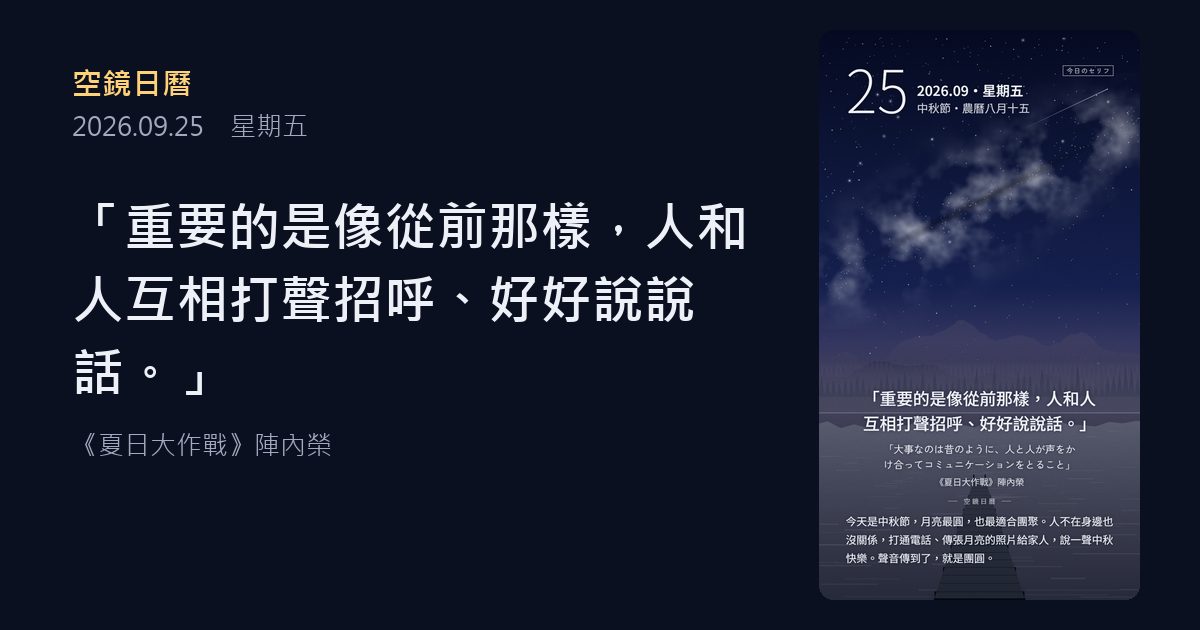 空鏡日曆
2026.09.25 星期五
「重要的是像從前那樣，人和
人互相打聲招呼、好好說說
話。」
《夏日大作戰》陣內榮
25
2026.09・星期五
中秋節・農曆八月十五
今日のセリフ
「重要的是像從前那樣，人和人
互相打聲招呼、好好說說話。」
「大事なのは昔のように、人と人が声をか
け合ってコミュニケーションをとること」
《夏日大作戰》陣內榮
— 空鏡日曆 —
今天是中秋節，月亮最圓，也最適合團聚。人不在身邊也
沒關係，打通電話、傳張月亮的照片給家人，說一聲中秋
快樂。聲音傳到了，就是團圓。